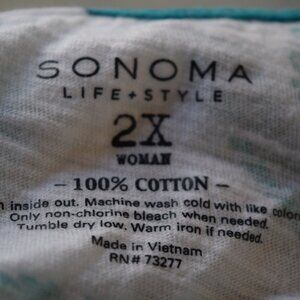 SONOMA
LIFE + STYLE
2X
WOMAN
- 100% COTTON -
inside out. Machine wash cold with like
Only non-chlorine bleach when needed.
Tumble dry low. Warm iron if needed.
Made in Vietnam
RN# 73277